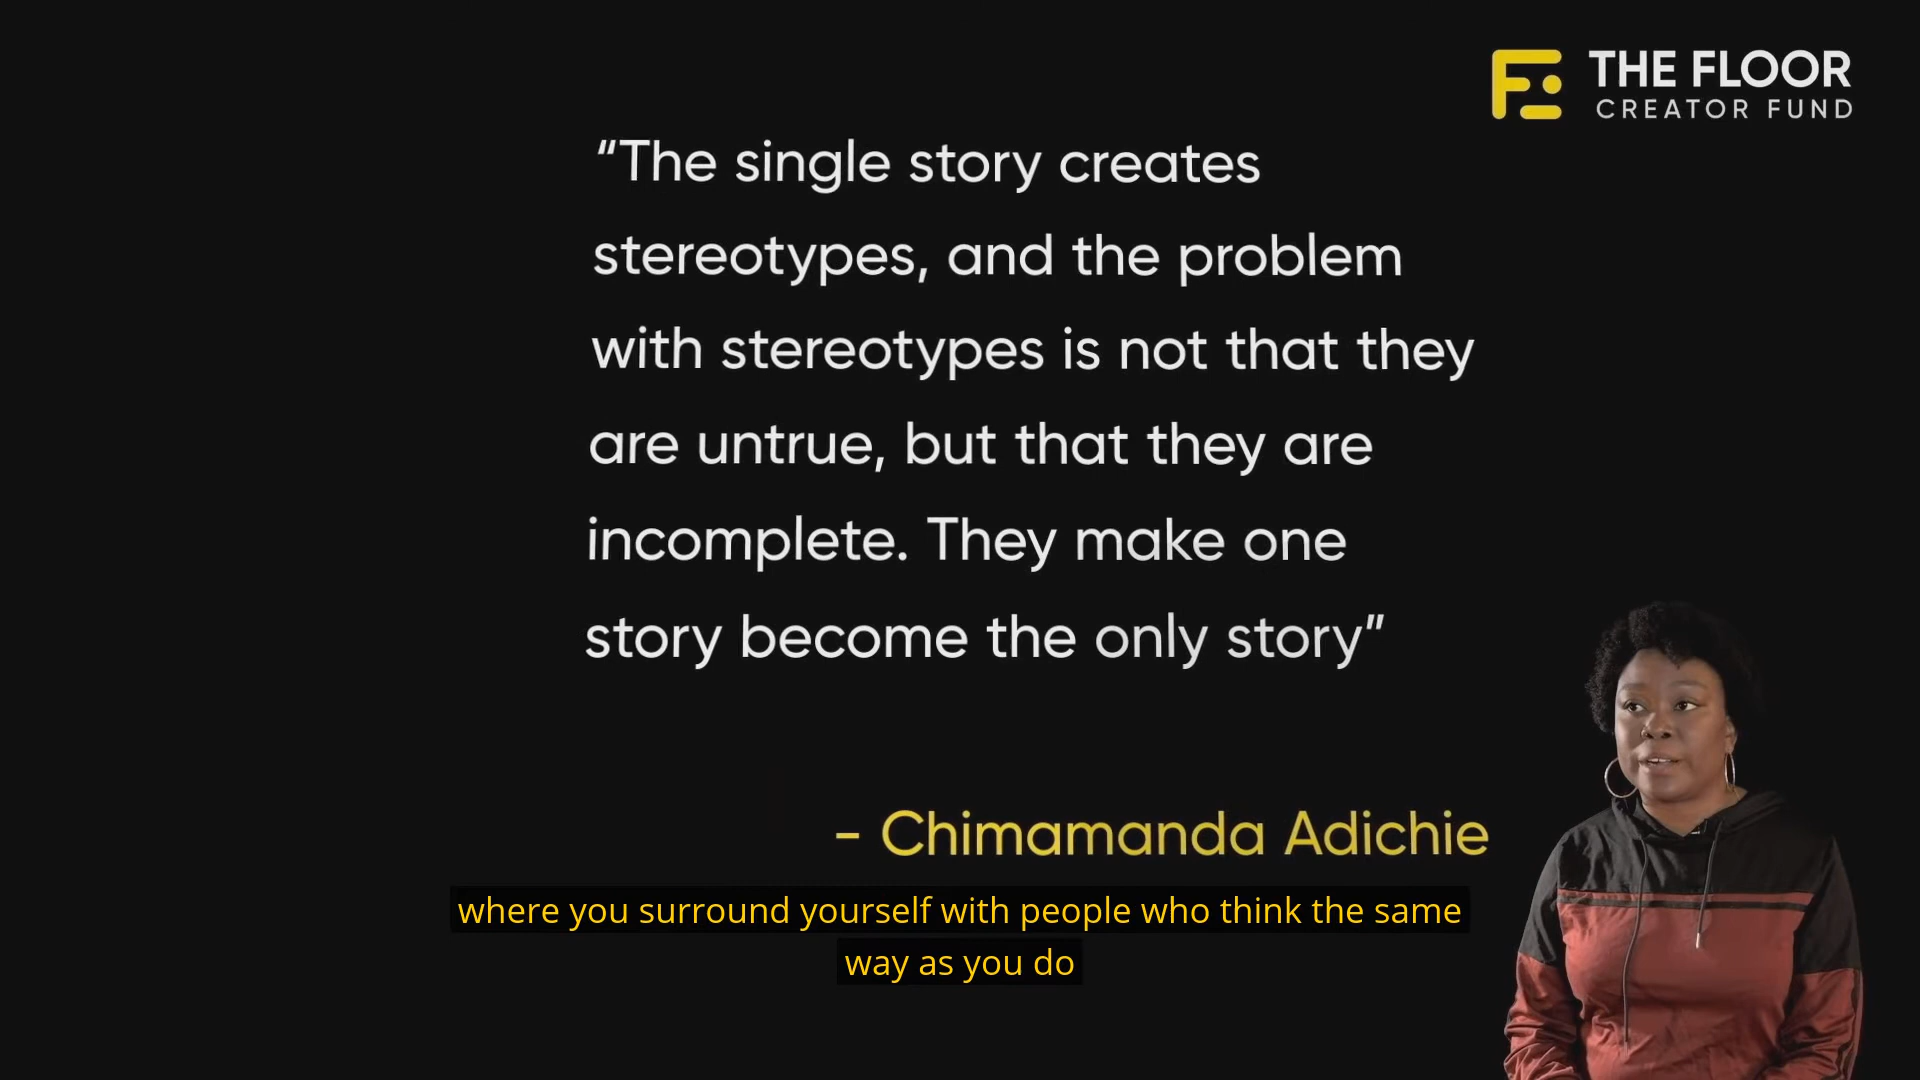 THE FLOOR
CREATOR FUND
“The single story creates
stereotypes, and the problem
with stereotypes is not that they
are untrue, but that they are
incomplete. They make one
story become the only story”
- Chimamanda Adichie
where you surround yourself with people who think the same
way as you do